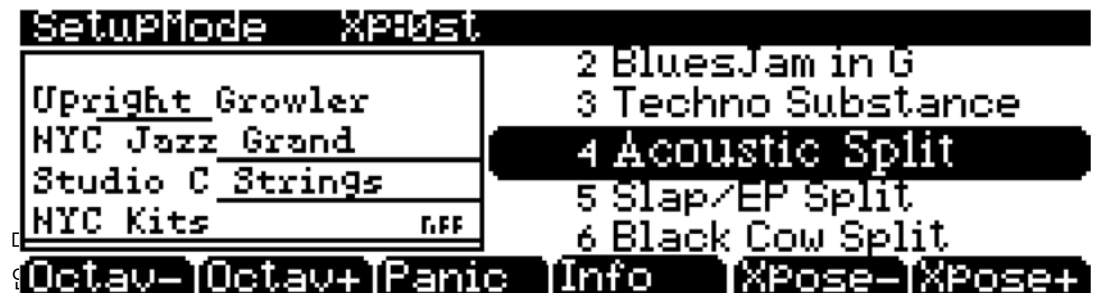 SetupMode Xp:0st
Upright Growler
NYC Jazz Grand
Studio C Strings
NYC Kits OFF
2 BluesJam in G
3 Techno Substance
4 Acoustic Split
5 Slap/EP Split
6 Black Cow Split
Octav- Octav+ Panic Info Xpose- Xpose+